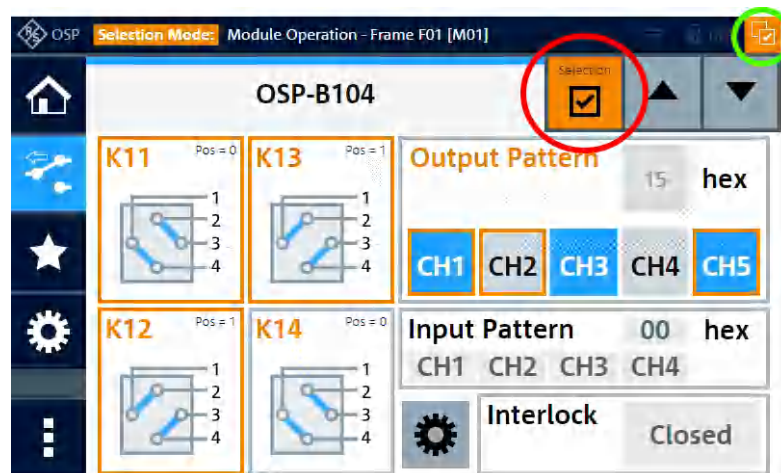 OSP Selection Mode: Module Operation - Frame F01 [M01]
OSP-B104
Selection
K11 Pos = 0
1
2
3
4
K13 Pos = 1
1
2
3
4
Output Pattern
15 hex
CH1 CH2 CH3 CH4 CH5
K12 Pos = 1
1
2
3
4
K14 Pos = 0
1
2
3
4
Input Pattern 00 hex
CH1 CH2 CH3 CH4
Interlock Closed